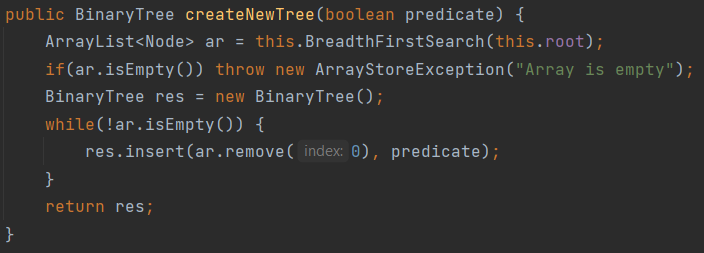 public BinaryTree createNewTree(boolean predicate) {
    ArrayList<Node> ar = this.BreadthFirstSearch(this.root);
    if(ar.isEmpty()) throw new ArrayStoreException("Array is empty");
    BinaryTree res = new BinaryTree();
    while(!ar.isEmpty()) {
        res.insert(ar.remove( index: 0), predicate);
    }
    return res;
}